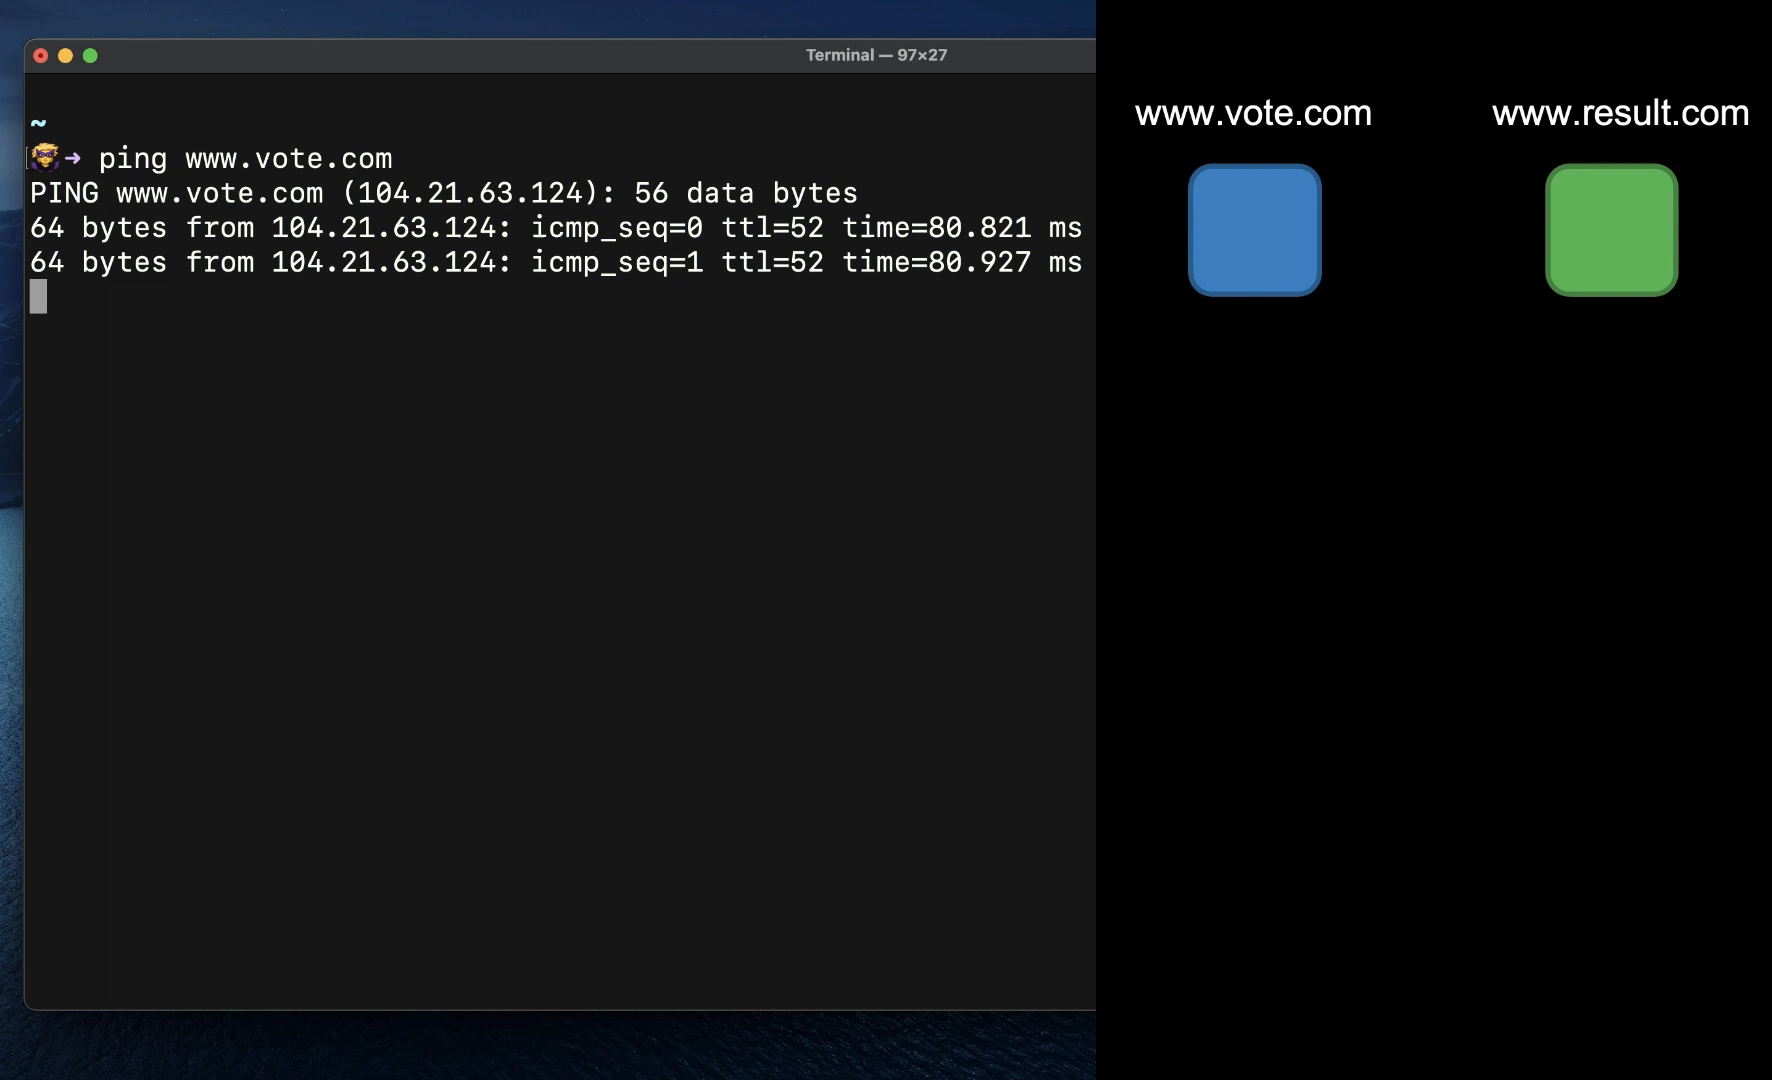 Terminal — 97×27
~
→ ping www.vote.com
PING www.vote.com (104.21.63.124): 56 data bytes
64 bytes from 104.21.63.124: icmp_seq=0 ttl=52 time=80.821 ms
64 bytes from 104.21.63.124: icmp_seq=1 ttl=52 time=80.927 ms
www.vote.com
www.result.com